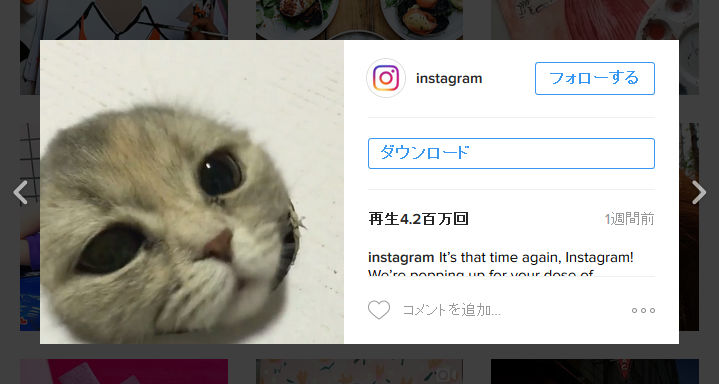 instagram
フォローする
ダウンロード
再生4.2百万回
1週間前
instagram It's that time again, Instagram!
We're popping up for your dose of
コメントを追加...